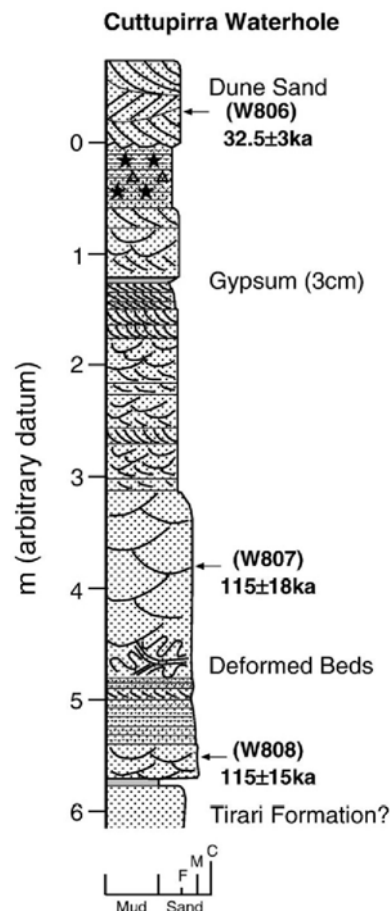 Cuttupirra Waterhole
Dune Sand
(W806)
32.5±3ka
0
1
Gypsum (3cm)
2
3
m (arbitrary datum)
(W807)
115±18ka
4
Deformed Beds
5
(W808)
115±15ka
6
Tirari Formation?
C
M
F
Mud
Sand